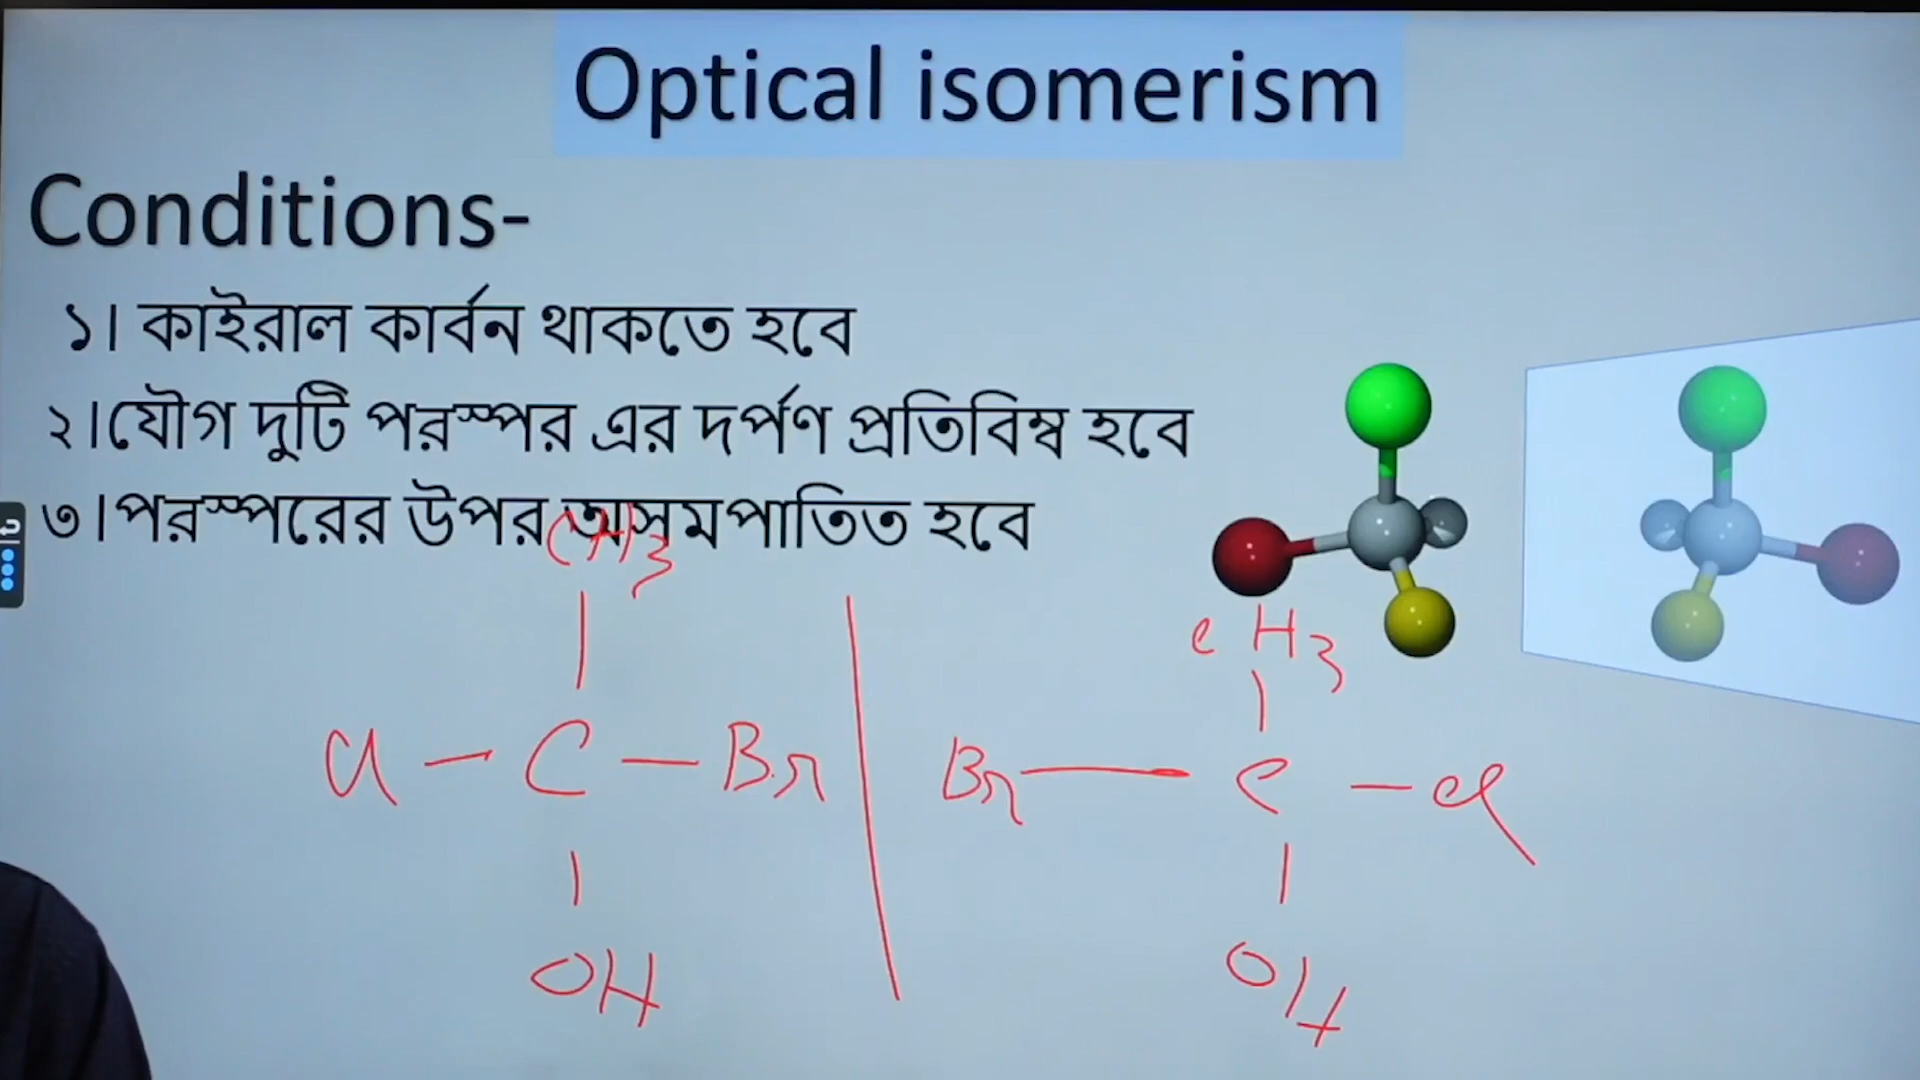 Optical isomerism
Conditions-
১। কাইরাল কার্বন থাকতে হবে
২।যৌগ দুটি পরস্পর এর দর্পণ প্রতিবিম্ব হবে
৩।পরস্পরের উপর অসমপাতিত হবে
CH3
CH3
Cl - C - Br
Br - C - Cl
OH
OH